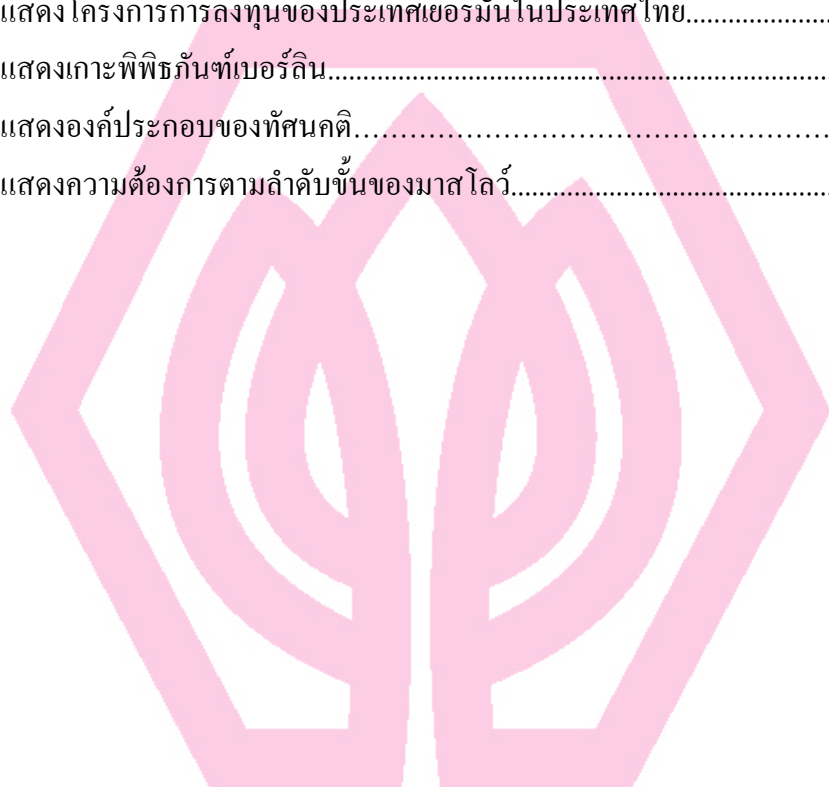 แสดงโครงการการลงทุนของประเทศเยอรมันในประเทศไทย....................
แสดงเกาะพิพิธภัณฑ์เบอร์ลิน....................................................................
แสดงองค์ประกอบของทัศนคติ……………………………………………
แสดงความต้องการตามลำดับขั้นของมาสโลว์...........................................